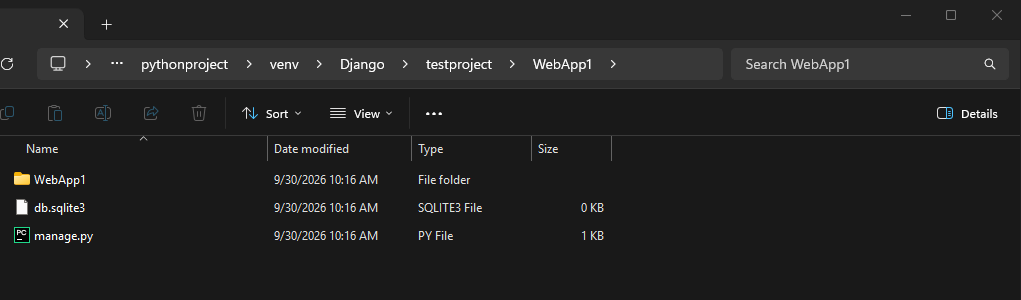 pythonproject > venv > Django > testproject > WebApp1 > Search WebApp1
Sort View Details
Name Date modified Type Size
WebApp1 9/30/2026 10:16 AM File folder
db.sqlite3 9/30/2026 10:16 AM SQLITE3 File 0 KB
PC manage.py 9/30/2026 10:16 AM PY File 1 KB